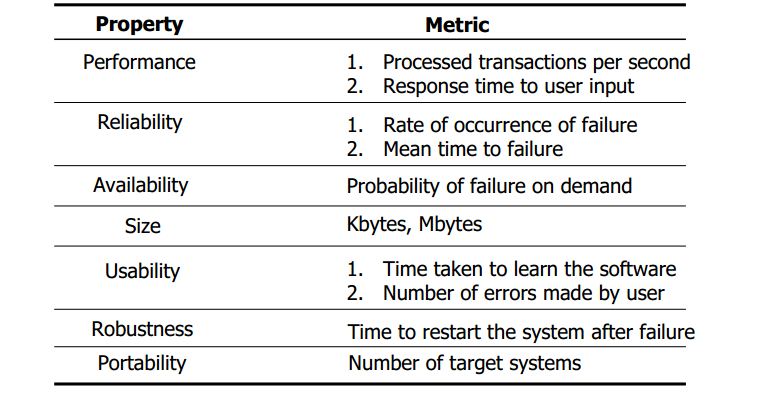 Property Metric
Performance 1. Processed transactions per second
2. Response time to user input
Reliability 1. Rate of occurrence of failure
2. Mean time to failure
Availability Probability of failure on demand
Size Kbytes, Mbytes
Usability 1. Time taken to learn the software
2. Number of errors made by user
Robustness Time to restart the system after failure
Portability Number of target systems